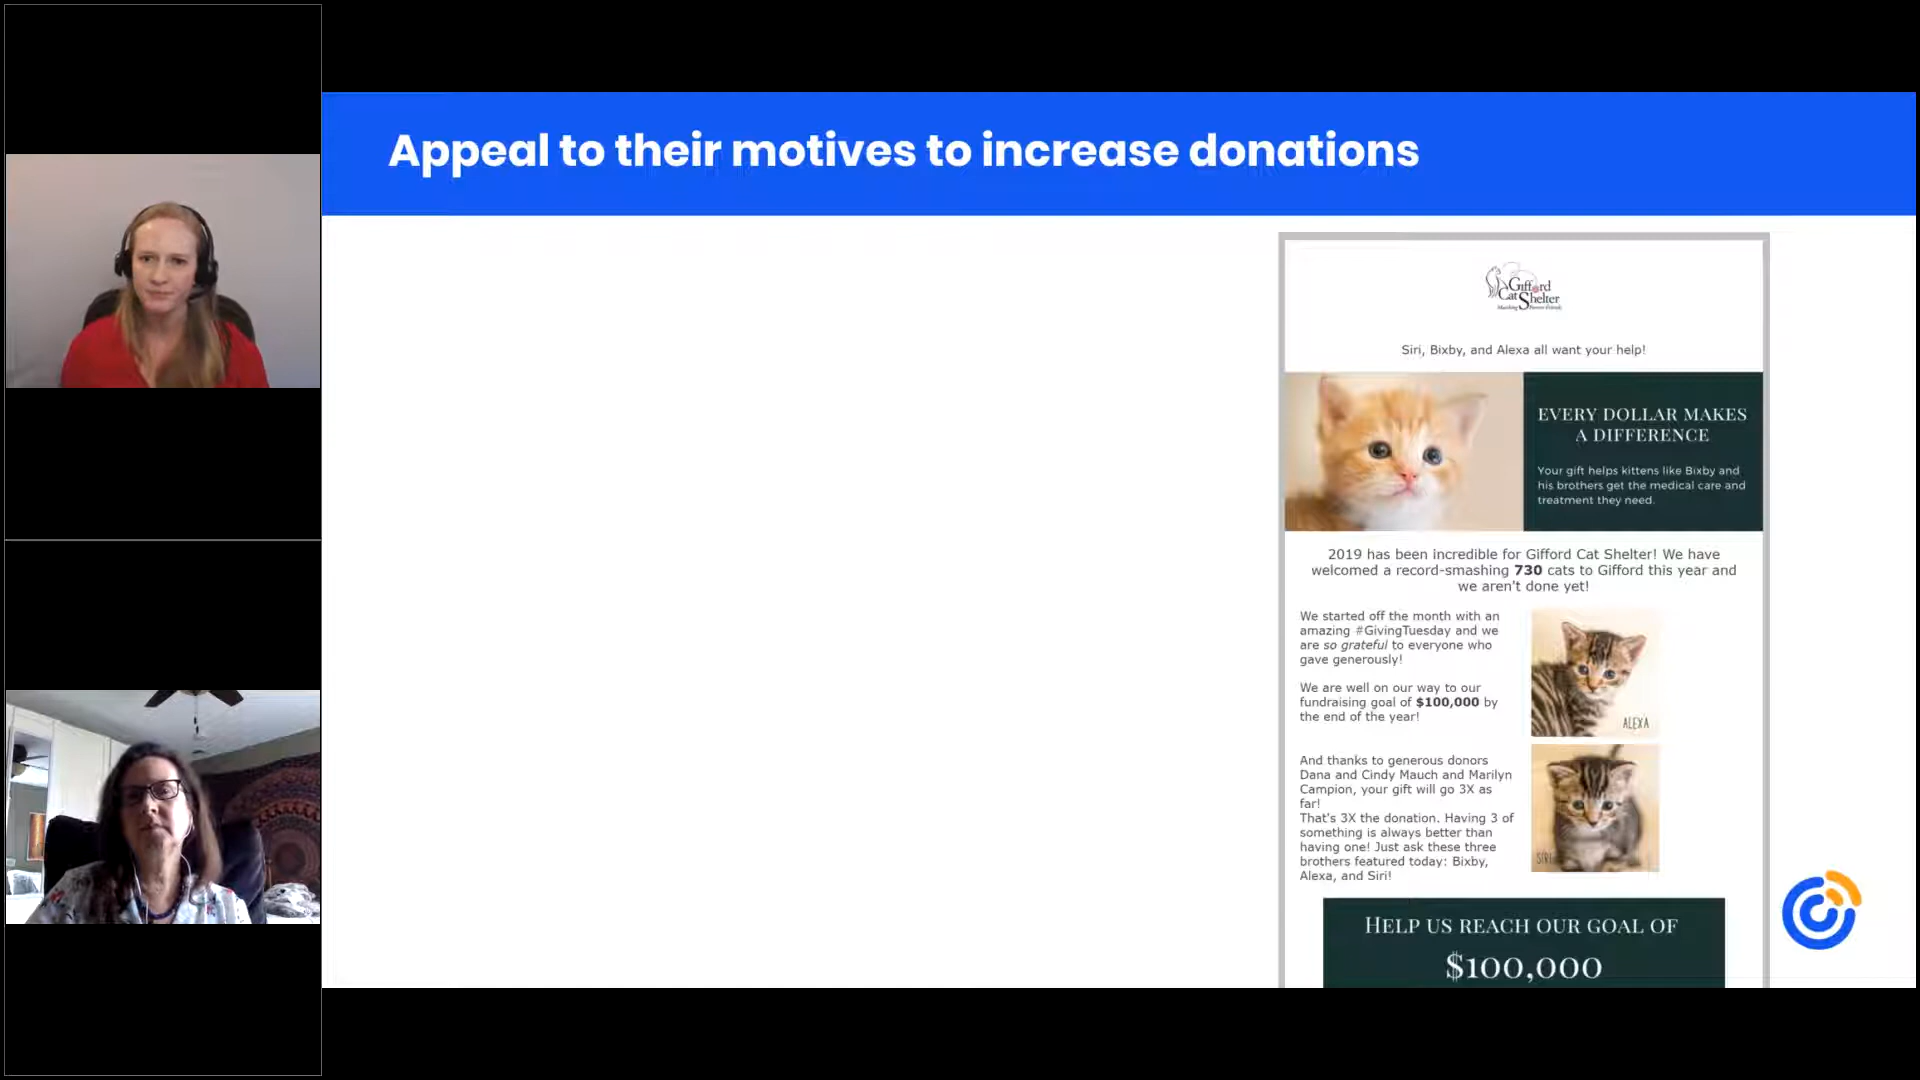 Appeal to their motives to increase donations
Gifford
Cat Shelter
Siri, Bixby, and Alexa all want your help!
EVERY DOLLAR MAKES
A DIFFERENCE
Your gift helps kittens like Bixby and
his brothers get the medical care and
treatment they need.
2019 has been incredible for Gifford Cat Shelter! We have
welcomed a record-smashing 730 cats to Gifford this year and
we aren't done yet!
We started off the month with an
amazing #GivingTuesday and we
are so grateful to everyone who
gave generously!
We are well on our way to our
fundraising goal of $100,000 by
the end of the year!
ALEXA
And thanks to generous donors
Dana and Cindy Mauch and Marilyn
Campion, your gift will go 3X as
far!
That's 3X the donation. Having 3 of
something is always better than
having one! Just ask these three
brothers featured today: Bixby,
Alexa, and Siri!
SIRI
HELP US REACH OUR GOAL OF
$100,000